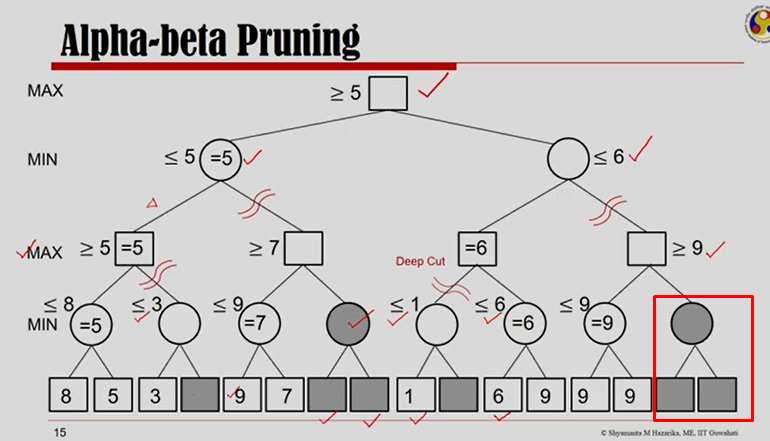 Alpha-beta Pruning
MAX ≥ 5
MIN ≤ 5 =5 ≤ 6
MAX ≥ 5 =5 ≥ 7 =6 ≥ 9
Deep Cut
≤ 8 ≤ 3 ≤ 9 ≤ 1 ≤ 6 ≤ 9
MIN =5 =7 =6 =9
8 5 3 9 7 1 6 9 9 9
15 © Shyamanta M Hazarika, ME, IIT Guwahati